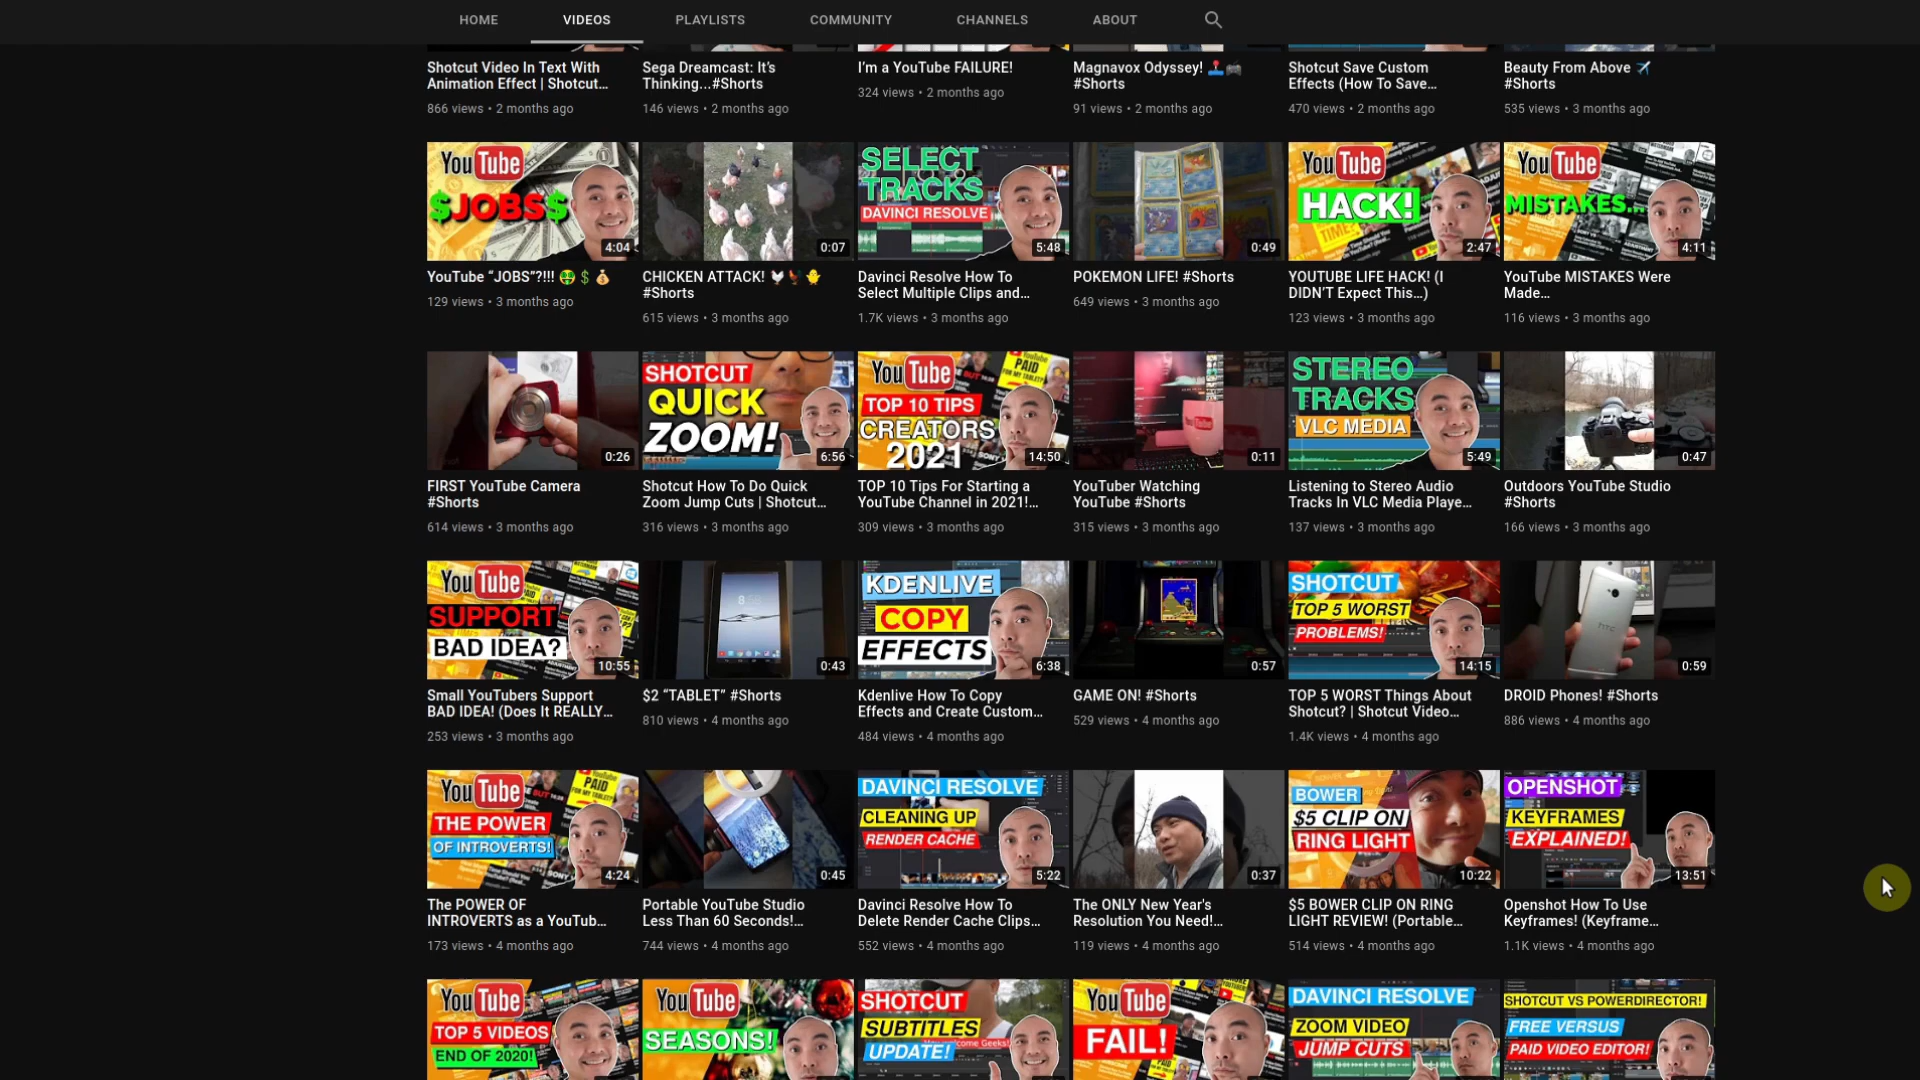 HOME VIDEOS PLAYLISTS COMMUNITY CHANNELS ABOUT
Shotcut Video In Text With
Animation Effect | Shotcut...
866 views • 2 months ago
Sega Dreamcast: It's
Thinking...#Shorts
146 views • 2 months ago
I'm a YouTube FAILURE!
324 views • 2 months ago
Magnavox Odyssey! 🕹️🎮
#Shorts
91 views • 2 months ago
Shotcut Save Custom
Effects (How To Save...
470 views • 2 months ago
Beauty From Above ✈️
#Shorts
535 views • 3 months ago
YouTube
$JOBS$
4:04
YouTube “JOBS”?!!! 🤑💲💰
129 views • 3 months ago
0:07
CHICKEN ATTACK! 🐔🐓🐥
#Shorts
615 views • 3 months ago
SELECT
TRACKS
DAVINCI RESOLVE
5:48
Davinci Resolve How To
Select Multiple Clips and...
1.7K views • 3 months ago
0:49
POKEMON LIFE! #Shorts
649 views • 3 months ago
YouTube
HACK!
TIME?
2:47
YOUTUBE LIFE HACK! (I
DIDN'T Expect This...)
123 views • 3 months ago
YouTube
MISTAKES...
4:11
YouTube MISTAKES Were
Made...
116 views • 3 months ago
0:26
FIRST YouTube Camera
#Shorts
614 views • 3 months ago
SHOTCUT
QUICK
ZOOM!
6:56
Shotcut How To Do Quick
Zoom Jump Cuts | Shotcut...
316 views • 3 months ago
YouTube
PAID
TOP 10 TIPS
CREATORS
2021
14:50
TOP 10 Tips For Starting a
YouTube Channel in 2021!...
309 views • 3 months ago
YouTube
0:11
YouTuber Watching
YouTube #Shorts
315 views • 3 months ago
STEREO
TRACKS
VLC MEDIA
5:49
Listening to Stereo Audio
Tracks In VLC Media Playe...
137 views • 3 months ago
0:47
Outdoors YouTube Studio
#Shorts
166 views • 3 months ago
YouTube
SUPPORT
BAD IDEA?
10:55
Small YouTubers Support
BAD IDEA! (Does It REALLY...
253 views • 3 months ago
0:43
$2 “TABLET” #Shorts
810 views • 4 months ago
KDENLIVE
COPY
EFFECTS
6:38
Kdenlive How To Copy
Effects and Create Custom...
484 views • 4 months ago
0:57
GAME ON! #Shorts
529 views • 4 months ago
SHOTCUT
TOP 5 WORST
PROBLEMS!
14:15
TOP 5 WORST Things About
Shotcut? | Shotcut Video...
1.4K views • 4 months ago
hTC
0:59
DROID Phones! #Shorts
886 views • 4 months ago
YouTube
PAID
FOR MY TABLET?
THE POWER
OF INTROVERTS!
4:24
The POWER OF
INTROVERTS as a YouTub...
173 views • 4 months ago
0:45
Portable YouTube Studio
Less Than 60 Seconds!...
744 views • 4 months ago
DAVINCI RESOLVE
CLEANING UP
RENDER CACHE
5:22
Davinci Resolve How To
Delete Render Cache Clips...
552 views • 4 months ago
0:37
The ONLY New Year's
Resolution You Need!...
119 views • 4 months ago
BOWER
$5 CLIP ON
RING LIGHT
10:22
$5 BOWER CLIP ON RING
LIGHT REVIEW! (Portable...
514 views • 4 months ago
OPENSHOT
KEYFRAMES
EXPLAINED!
13:51
Openshot How To Use
Keyframes! (Keyframe...
1.1K views • 4 months ago
YouTube
TOP 5 VIDEOS
END OF 2020!
YouTube
SEASONS!
SHOTCUT
SUBTITLES
UPDATE!
YouTube
FAIL!
DAVINCI RESOLVE
ZOOM VIDEO
JUMP CUTS
SHOTCUT VS POWERDIRECTOR!
FREE VERSUS
PAID VIDEO EDITOR!